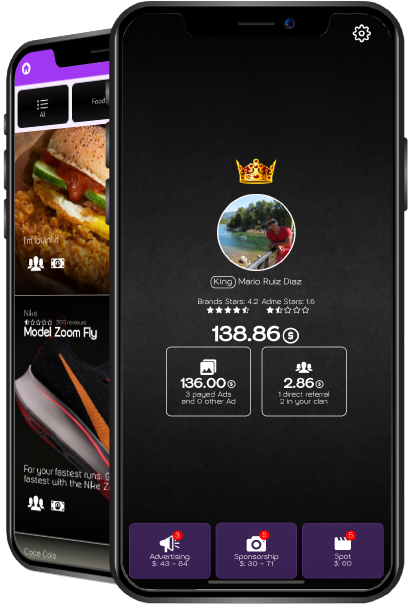 All
Food
I'm lovin' it
Nike
300 reviews
Model Zoom Fly
For your fastest runs. G
fastest with the Nike Z
Coca Cola
King Mario Ruiz Diaz
Brands Stars: 4.2 Adme Stars: 1.6
138.86 $
136.00 $
3 payed Ads
and 0 other Ad
2.86 $
1 direct referral
2 in your clan
3
Advertising
$: 43 - 84
5
Sponsorship
$: 30 - 71
5
Spot
$: 60